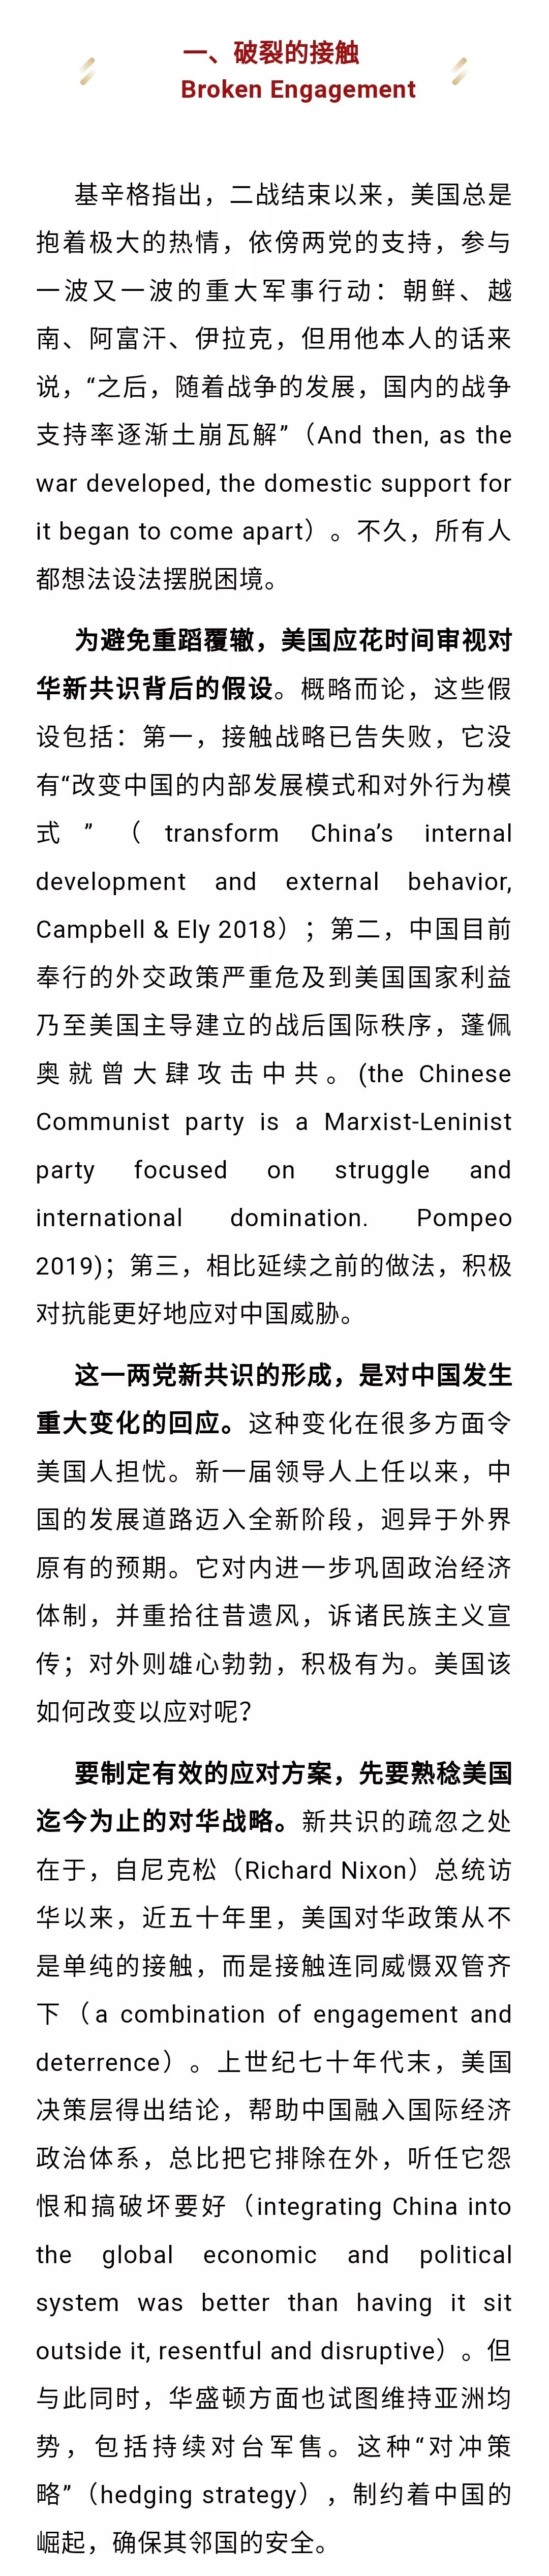 一、破裂的接触
Broken Engagement
基辛格指出，二战结束以来，美国总是
抱着极大的热情，依傍两党的支持，参与
一波又一波的重大军事行动：朝鲜、越
南、阿富汗、伊拉克，但用他本人的话来
说，“之后，随着战争的发展，国内的战争
支持率逐渐土崩瓦解”（And then, as the
war developed, the domestic support for
it began to come apart）。不久，所有人
都想法设法摆脱困境。
为避免重蹈覆辙，美国应花时间审视对
华新共识背后的假设。概略而论，这些假
设包括：第一，接触战略已告失败，它没
有“改变中国的内部发展模式和对外行为模
式”（transform China’s internal
development and external behavior,
Campbell & Ely 2018）；第二，中国目前
奉行的外交政策严重危及到美国国家利益
乃至美国主导建立的战后国际秩序，蓬佩
奥就曾大肆攻击中共。(the Chinese
Communist party is a Marxist-Leninist
party focused on struggle and
international domination. Pompeo
2019)；第三，相比延续之前的做法，积极
对抗能更好地应对中国威胁。
这一两党新共识的形成，是对中国发生
重大变化的回应。这种变化在很多方面令
美国人担忧。新一届领导人上任以来，中
国的发展道路迈入全新阶段，迥异于外界
原有的预期。它对内进一步巩固政治经济
体制，并重拾往昔遗风，诉诸民族主义宣
传；对外则雄心勃勃，积极有为。美国该
如何改变以应对呢？
要制定有效的应对方案，先要熟稔美国
迄今为止的对华战略。新共识的疏忽之处
在于，自尼克松（Richard Nixon）总统访
华以来，近五十年里，美国对华政策从不
是单纯的接触，而是接触连同威慑双管齐
下（a combination of engagement and
deterrence）。上世纪七十年代末，美国
决策层得出结论，帮助中国融入国际经济
政治体系，总比把它排除在外，听任它怨
恨和搞破坏要好（integrating China into
the global economic and political
system was better than having it sit
outside it, resentful and disruptive）。但
与此同时，华盛顿方面也试图维持亚洲均
势，包括持续对台军售。这种“对冲策
略”（hedging strategy），制约着中国的
崛起，确保其邻国的安全。